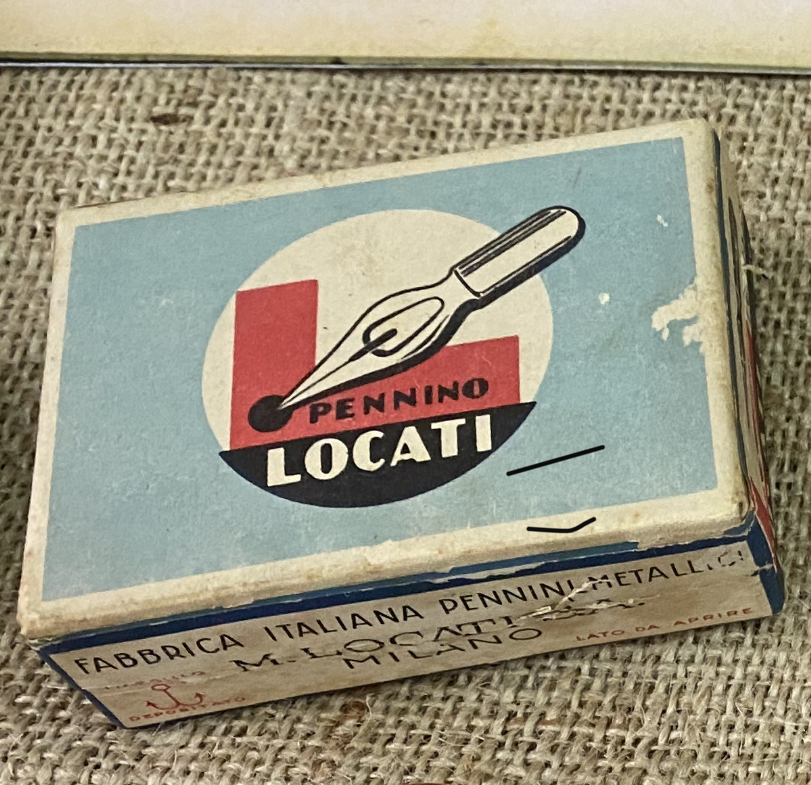 PENNINO
LOCATI
FABBRICA ITALIANA PENNINI METALLICI
M. LOCATI
MILANO
LATO DA APRIRE
DEPOSITATO